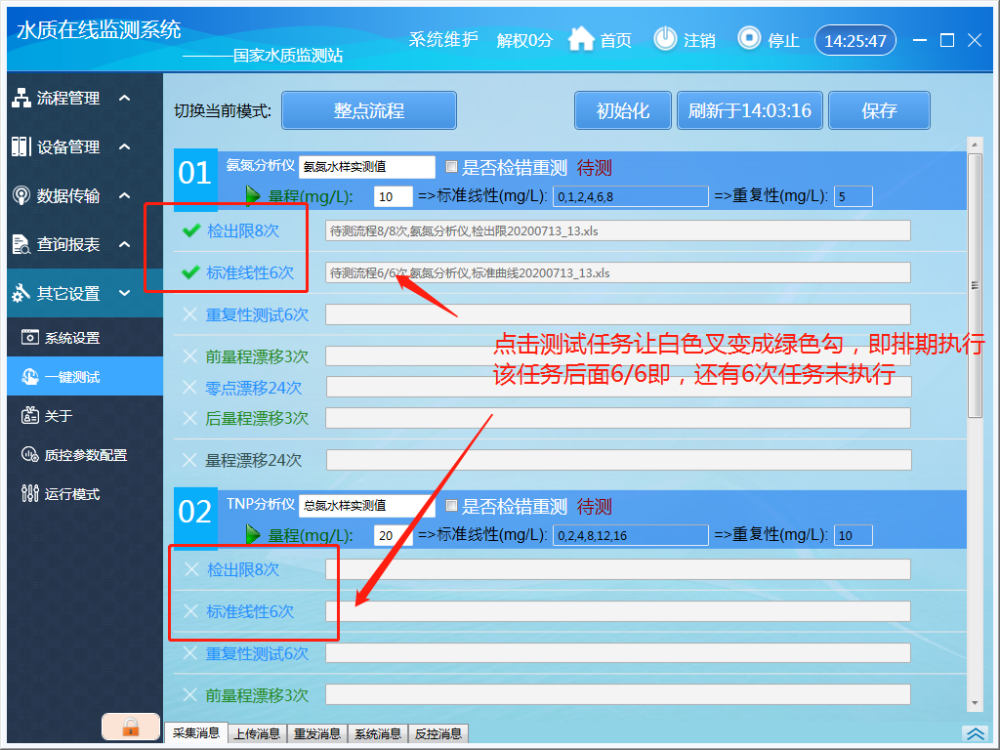 水质在线监测系统
———国家水质监测站
系统维护 解权0分 首页 注销 停止 14:25:47
流程管理
设备管理
数据传输
查询报表
其它设置
系统设置
一键测试
关于
质控参数配置
运行模式
切换当前模式: 整点流程 初始化 刷新于14:03:16 保存
01 氨氮分析仪 氨氮水样实测值 是否检错重测 待测
量程(mg/L): 10 =>标准线性(mg/L): 0,1,2,4,6,8 =>重复性(mg/L): 5
检出限8次 待测流程8/8次,氨氮分析仪,检出限20200713_13.xls
标准线性6次 待测流程6/6次,氨氮分析仪,标准曲线20200713_13.xls
重复性测试6次
点击测试任务让白色叉变成绿色勾，即排期执行
前量程漂移3次
该任务后面6/6即，还有6次任务未执行
零点漂移24次
后量程漂移3次
量程漂移24次
02 TNP分析仪 总氮水样实测值 是否检错重测 待测
量程(mg/L): 20 =>标准线性(mg/L): 0,2,4,8,12,16 =>重复性(mg/L): 10
检出限8次
标准线性6次
重复性测试6次
前量程漂移3次
采集消息 上传消息 重发消息 系统消息 反控消息